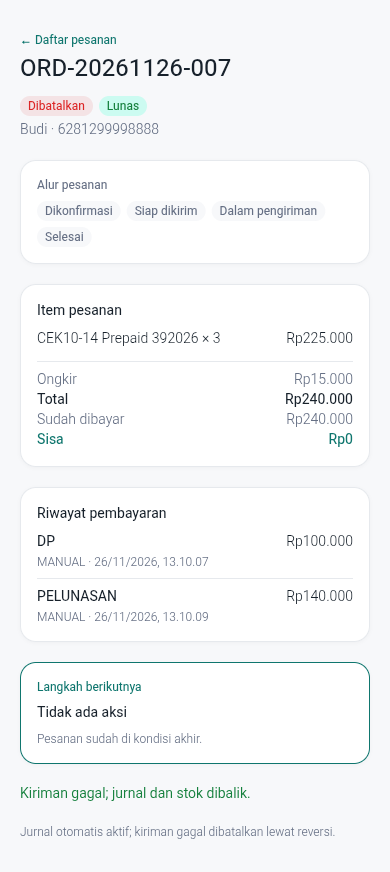 ← Daftar pesanan
ORD-20261126-007
Dibatalkan Lunas
Budi · 6281299998888
Alur pesanan
Dikonfirmasi Siap dikirim Dalam pengiriman
Selesai
Item pesanan
CEK10-14 Prepaid 392026 × 3 Rp225.000
Ongkir Rp15.000
Total Rp240.000
Sudah dibayar Rp240.000
Sisa Rp0
Riwayat pembayaran
DP Rp100.000
MANUAL · 26/11/2026, 13.10.07
PELUNASAN Rp140.000
MANUAL · 26/11/2026, 13.10.09
Langkah berikutnya
Tidak ada aksi
Pesanan sudah di kondisi akhir.
Kiriman gagal; jurnal dan stok dibalik.
Jurnal otomatis aktif; kiriman gagal dibatalkan lewat reversi.